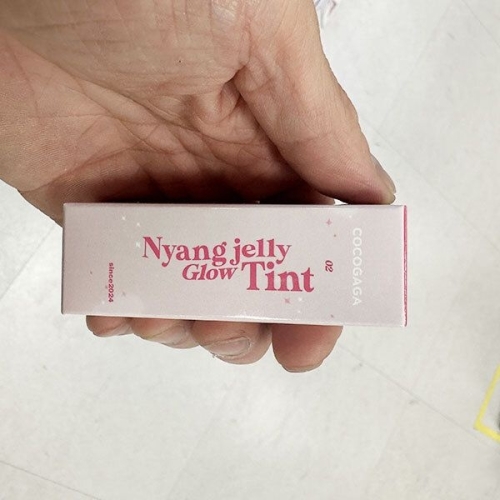 Nyang jelly
Glow Tint
02
COCOGAGA
since2024